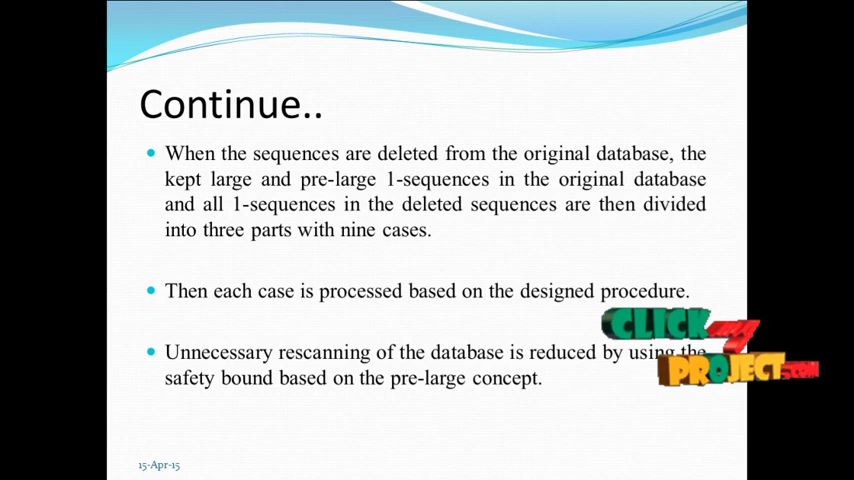 Continue..
When the sequences are deleted from the original database, the
kept large and pre-large 1-sequences in the original database
and all 1-sequences in the deleted sequences are then divided
into three parts with nine cases.
Then each case is processed based on the designed procedure.
CLICK my
Unnecessary rescanning of the database is reduced by using the
PROJECT.COM
safety bound based on the pre-large concept.
15-Apr-15